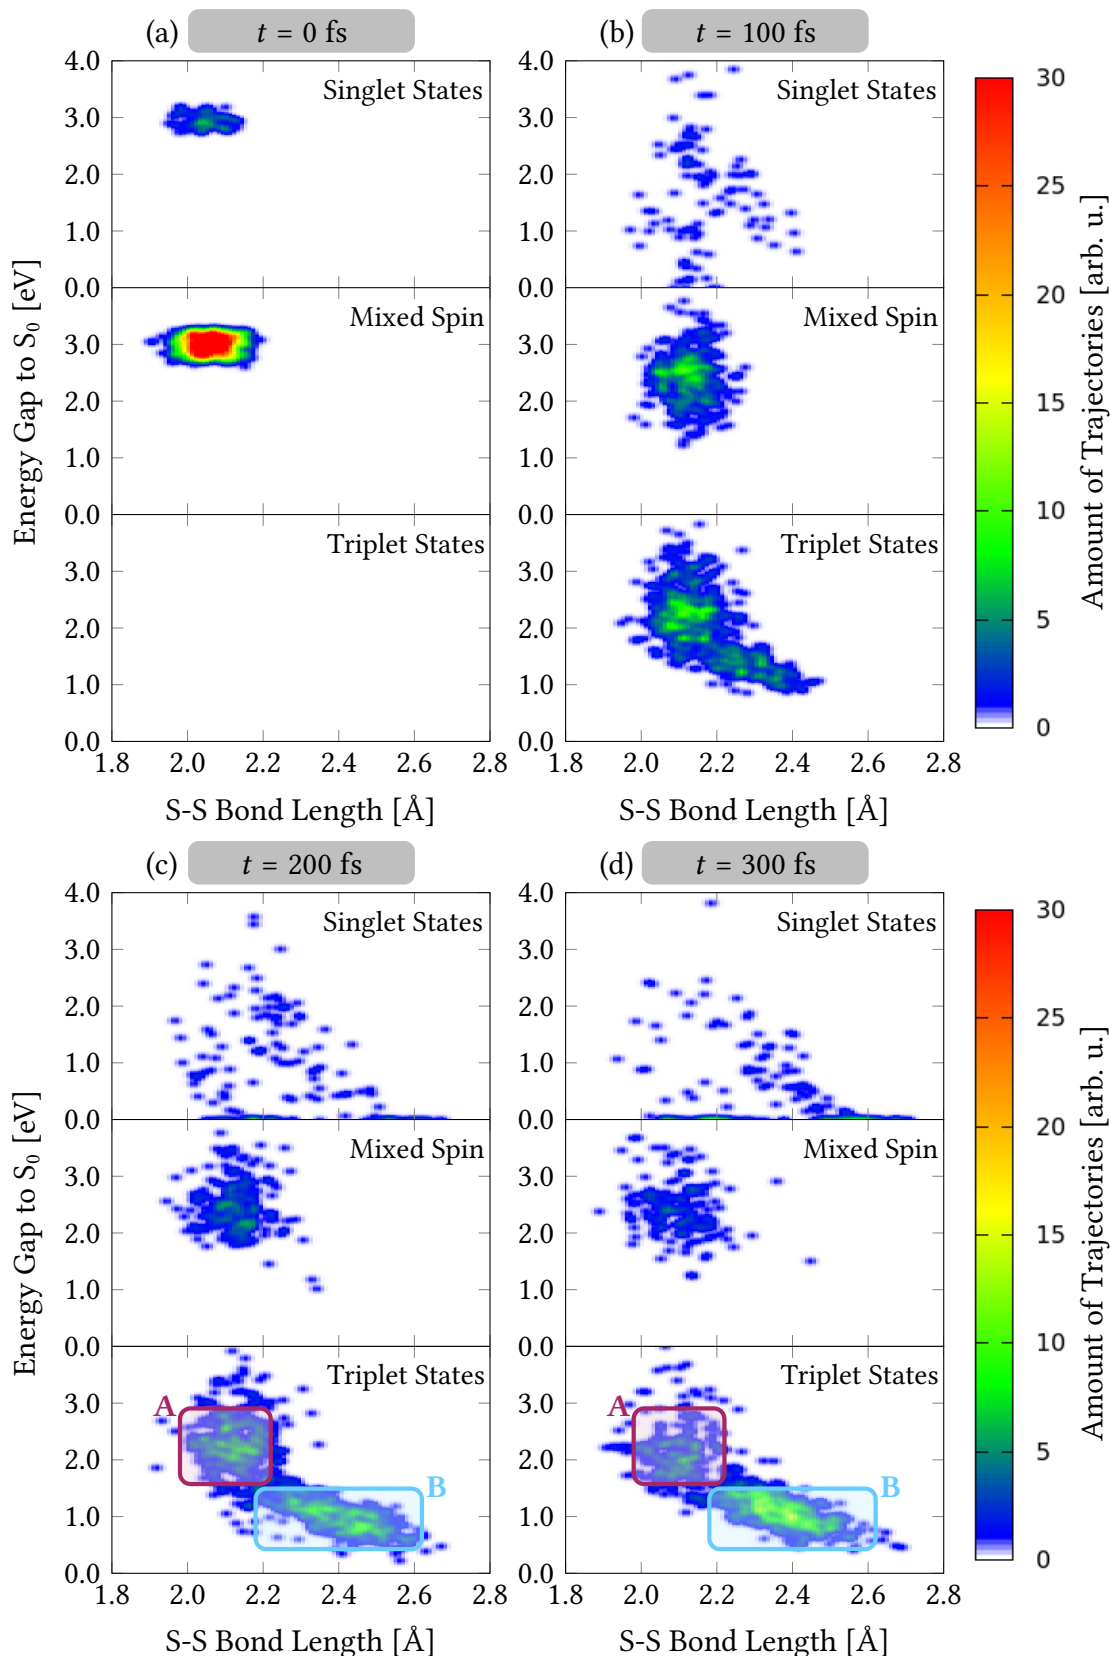 (a) t = 0 fs
(b) t = 100 fs
4.0 Singlet States
3.0
2.0
1.0
0.0
Mixed Spin
3.0
2.0
1.0
0.0
Triplet States
3.0
2.0
1.0
0.0
1.8 2.0 2.2 2.4 2.6 2.8
S-S Bond Length [Å]
Energy Gap to S₀ [eV]
4.0 Singlet States
3.0
2.0
1.0
0.0
Mixed Spin
3.0
2.0
1.0
0.0
Triplet States
3.0
2.0
1.0
0.0
1.8 2.0 2.2 2.4 2.6 2.8
S-S Bond Length [Å]
30
25
20
15
10
5
0
Amount of Trajectories [arb. u.]
(c) t = 200 fs
(d) t = 300 fs
4.0 Singlet States
3.0
2.0
1.0
0.0
Mixed Spin
3.0
2.0
1.0
0.0
Triplet States
A
3.0
2.0
B
1.0
0.0
1.8 2.0 2.2 2.4 2.6 2.8
S-S Bond Length [Å]
Energy Gap to S₀ [eV]
4.0 Singlet States
3.0
2.0
1.0
0.0
Mixed Spin
3.0
2.0
1.0
0.0
Triplet States
A
3.0
2.0
B
1.0
0.0
1.8 2.0 2.2 2.4 2.6 2.8
S-S Bond Length [Å]
30
25
20
15
10
5
0
Amount of Trajectories [arb. u.]